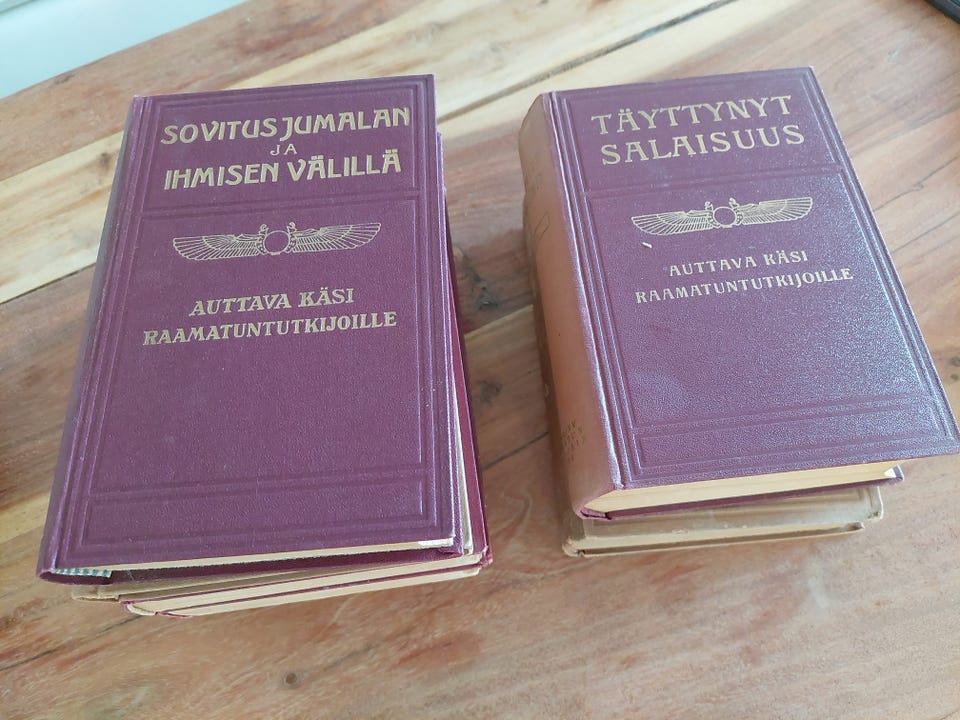 SOVITUS JUMALAN
JA
IHMISEN VÄLILLÄ
AUTTAVA KÄSI
RAAMATUNTUTKIJOILLE
TÄYTTYNYT
SALAISUUS
AUTTAVA KÄSI
RAAMATUNTUTKIJOILLE